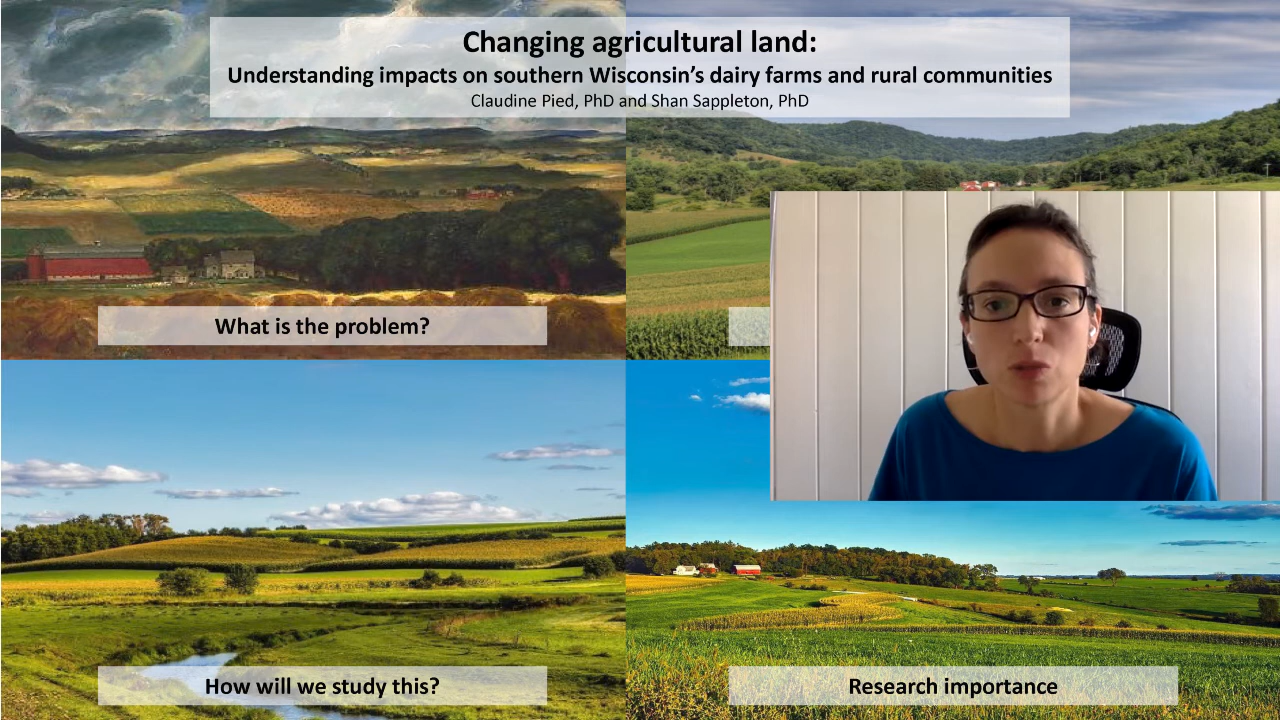 Changing agricultural land:
Understanding impacts on southern Wisconsin’s dairy farms and rural communities
Claudine Pied, PhD and Shan Sappleton, PhD
What is the problem?
How will we study this?
Research importance